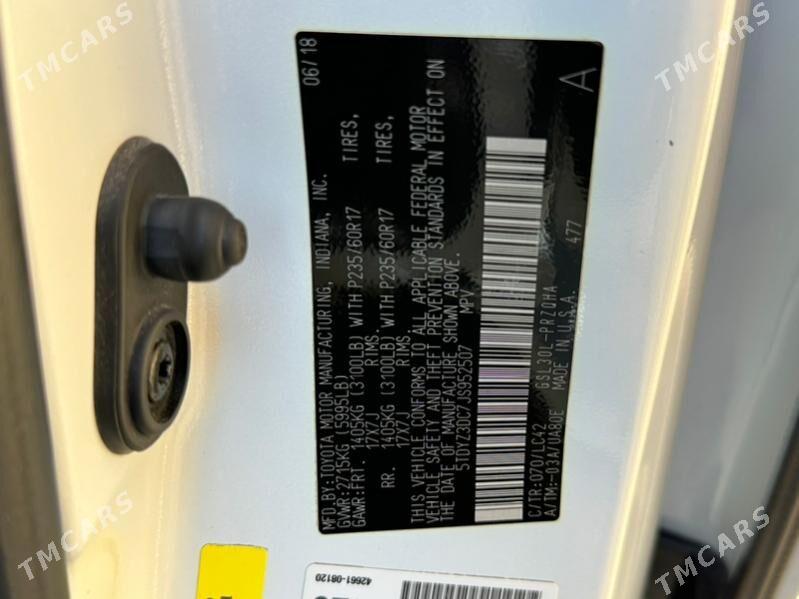 MFD.BY:TOYOTA MOTOR MANUFACTURING, INDIANA, INC. 06/18
GVWR:2715KG (5995LB)
GAWR:FRT. 1405KG (3100LB) WITH P235/60R17 TIRES,
17X7J RIMS.
RR. 1405KG (3100LB) WITH P235/60R17 TIRES,
17X7J RIMS.
THIS VEHICLE CONFORMS TO ALL APPLICABLE FEDERAL MOTOR
VEHICLE SAFETY AND THEFT PREVENTION STANDARDS IN EFFECT ON
THE DATE OF MANUFACTURE SHOWN ABOVE.
5TDYZ3DC7JS952507 MPV A
C/TR:070/LC42 GSL30L-PRZQHA 477
A/TM:-03A/UA80E MADE IN U.S.A.
42661-08120
TMCARS
TMCARS
TMCARS
TMCARS
TMCARS